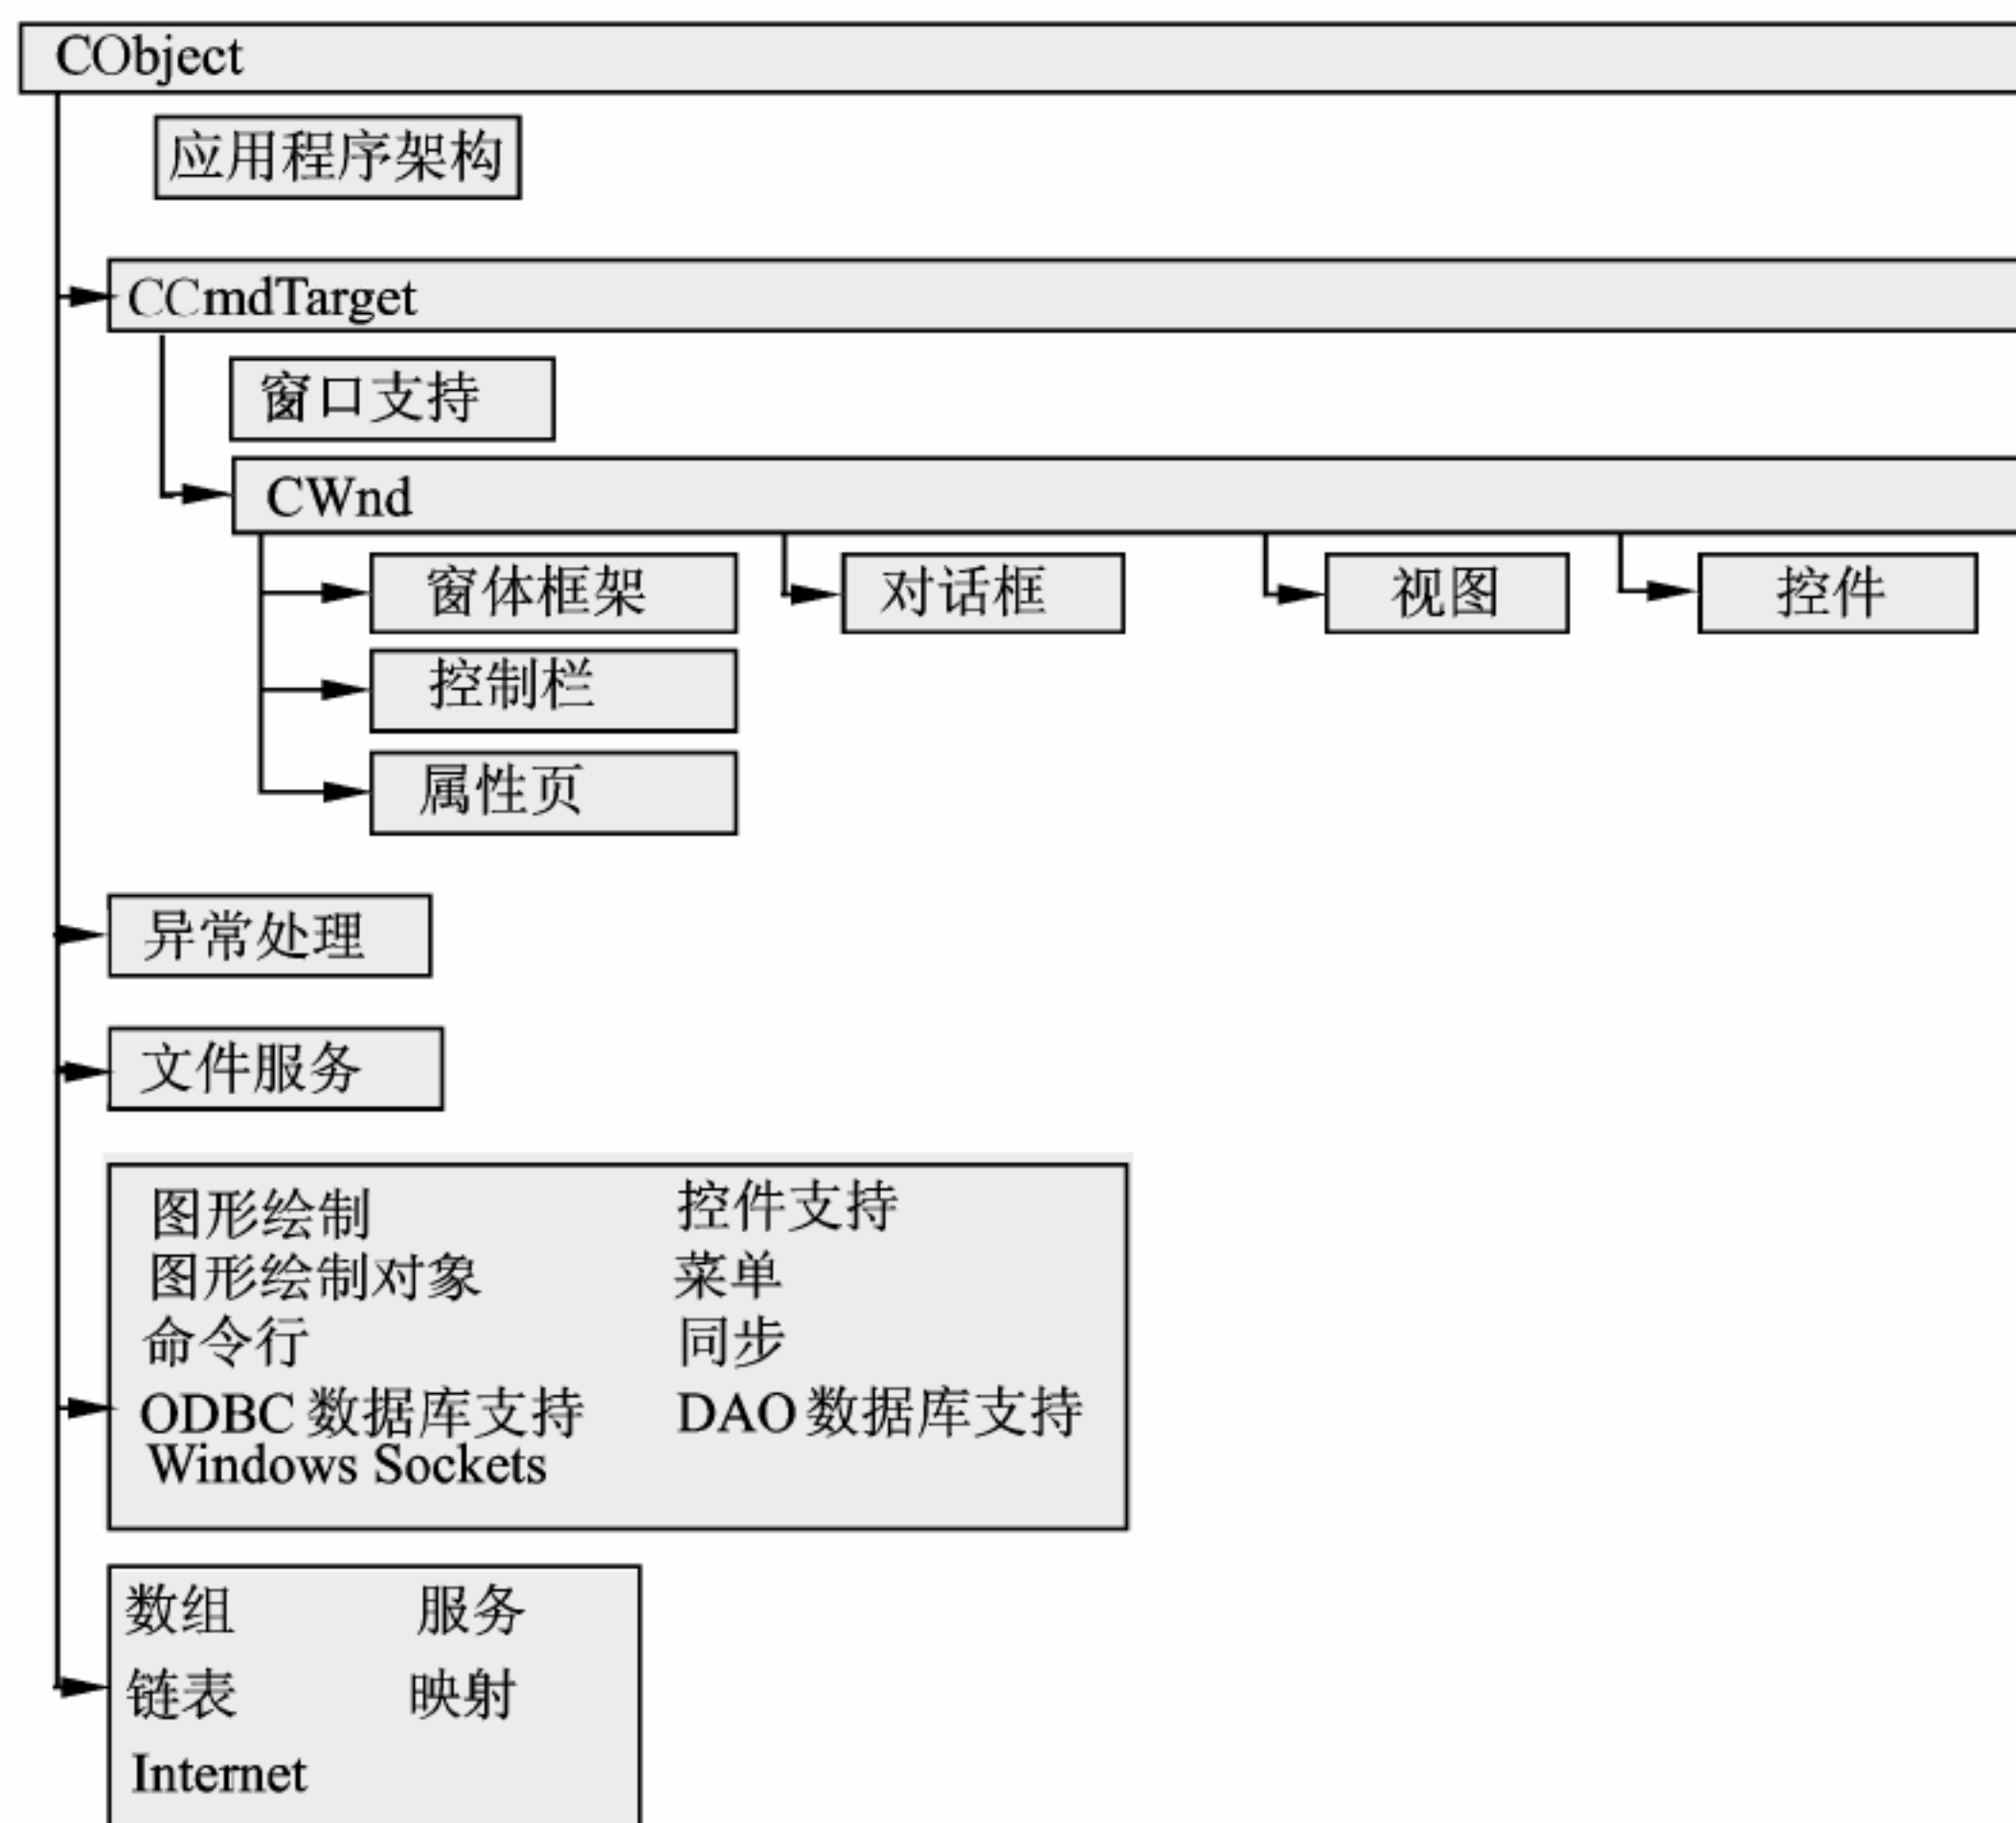 CObject
应用程序架构
CCmdTarget
窗口支持
CWnd
窗体框架 对话框 视图 控件
控制栏
属性页
异常处理
文件服务
图形绘制 控件支持
图形绘制对象 菜单
命令行 同步
ODBC 数据库支持 DAO 数据库支持
Windows Sockets
数组 服务
链表 映射
Internet